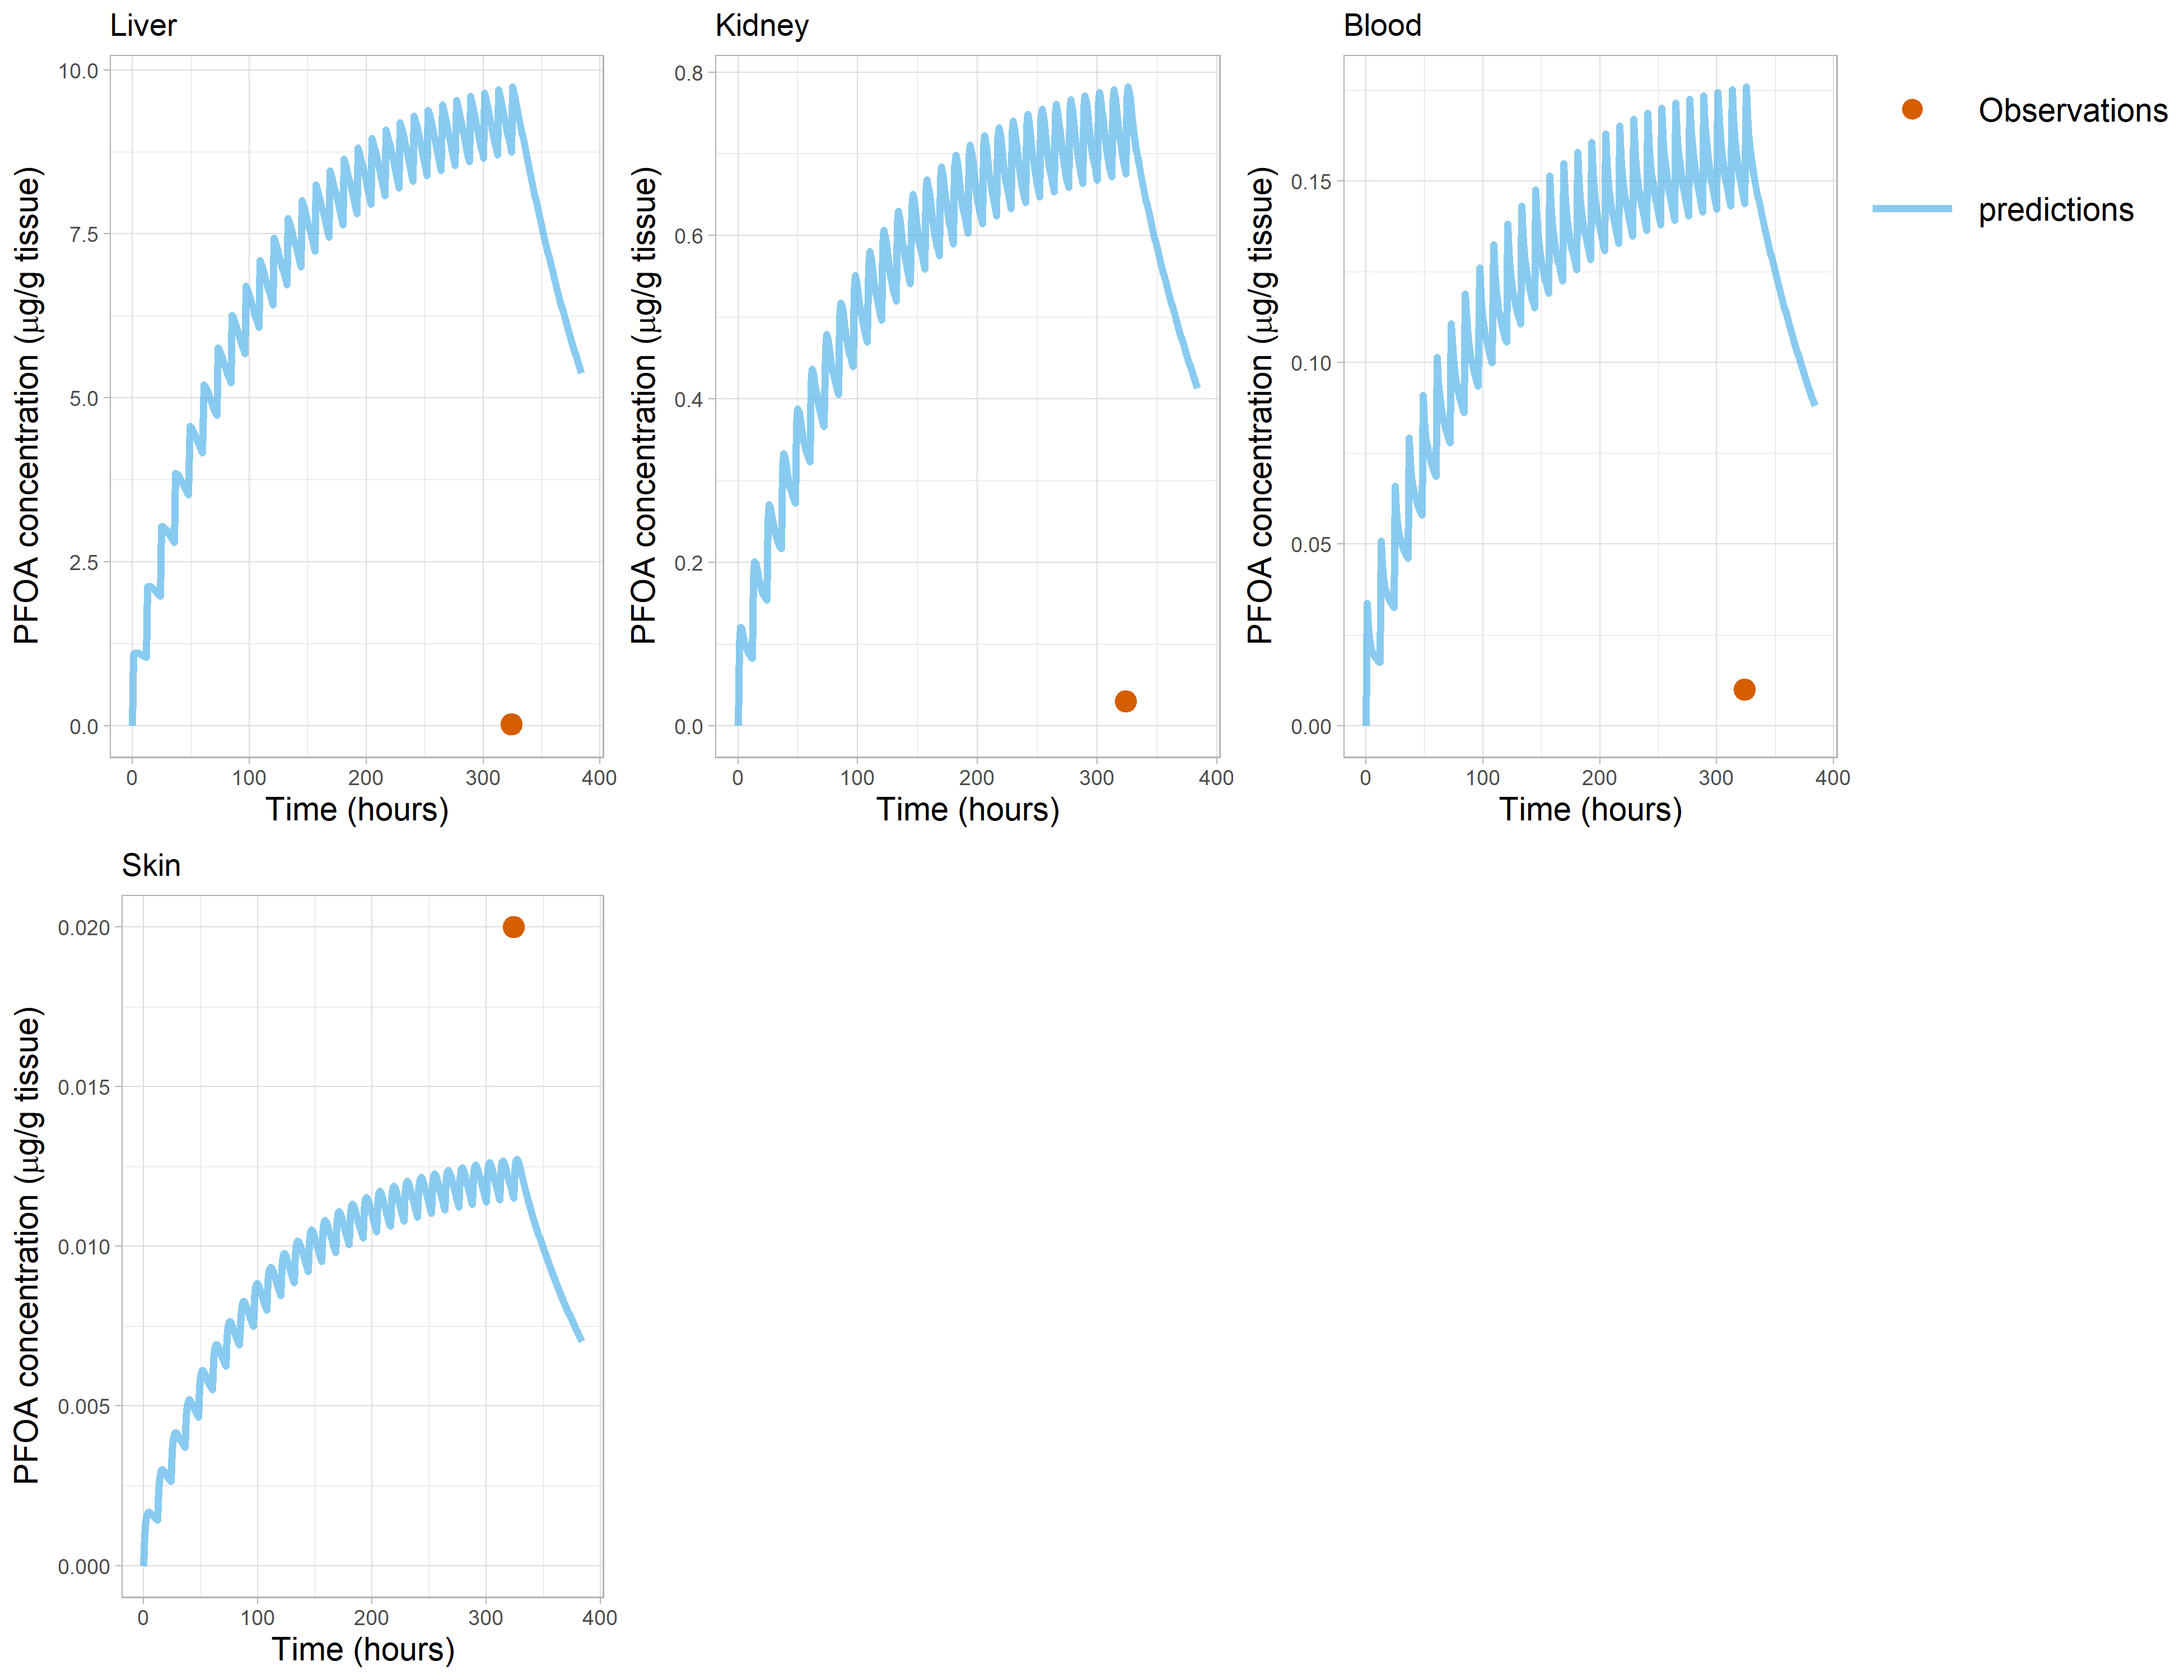 Liver
PFOA concentration (μg/g tissue)
10.0
7.5
5.0
2.5
0.0
0 100 200 300 400
Time (hours)
Kidney
PFOA concentration (μg/g tissue)
0.8
0.6
0.4
0.2
0.0
0 100 200 300 400
Time (hours)
Blood
PFOA concentration (μg/g tissue)
0.15
0.10
0.05
0.00
0 100 200 300 400
Time (hours)
Observations
predictions
Skin
PFOA concentration (μg/g tissue)
0.020
0.015
0.010
0.005
0.000
0 100 200 300 400
Time (hours)